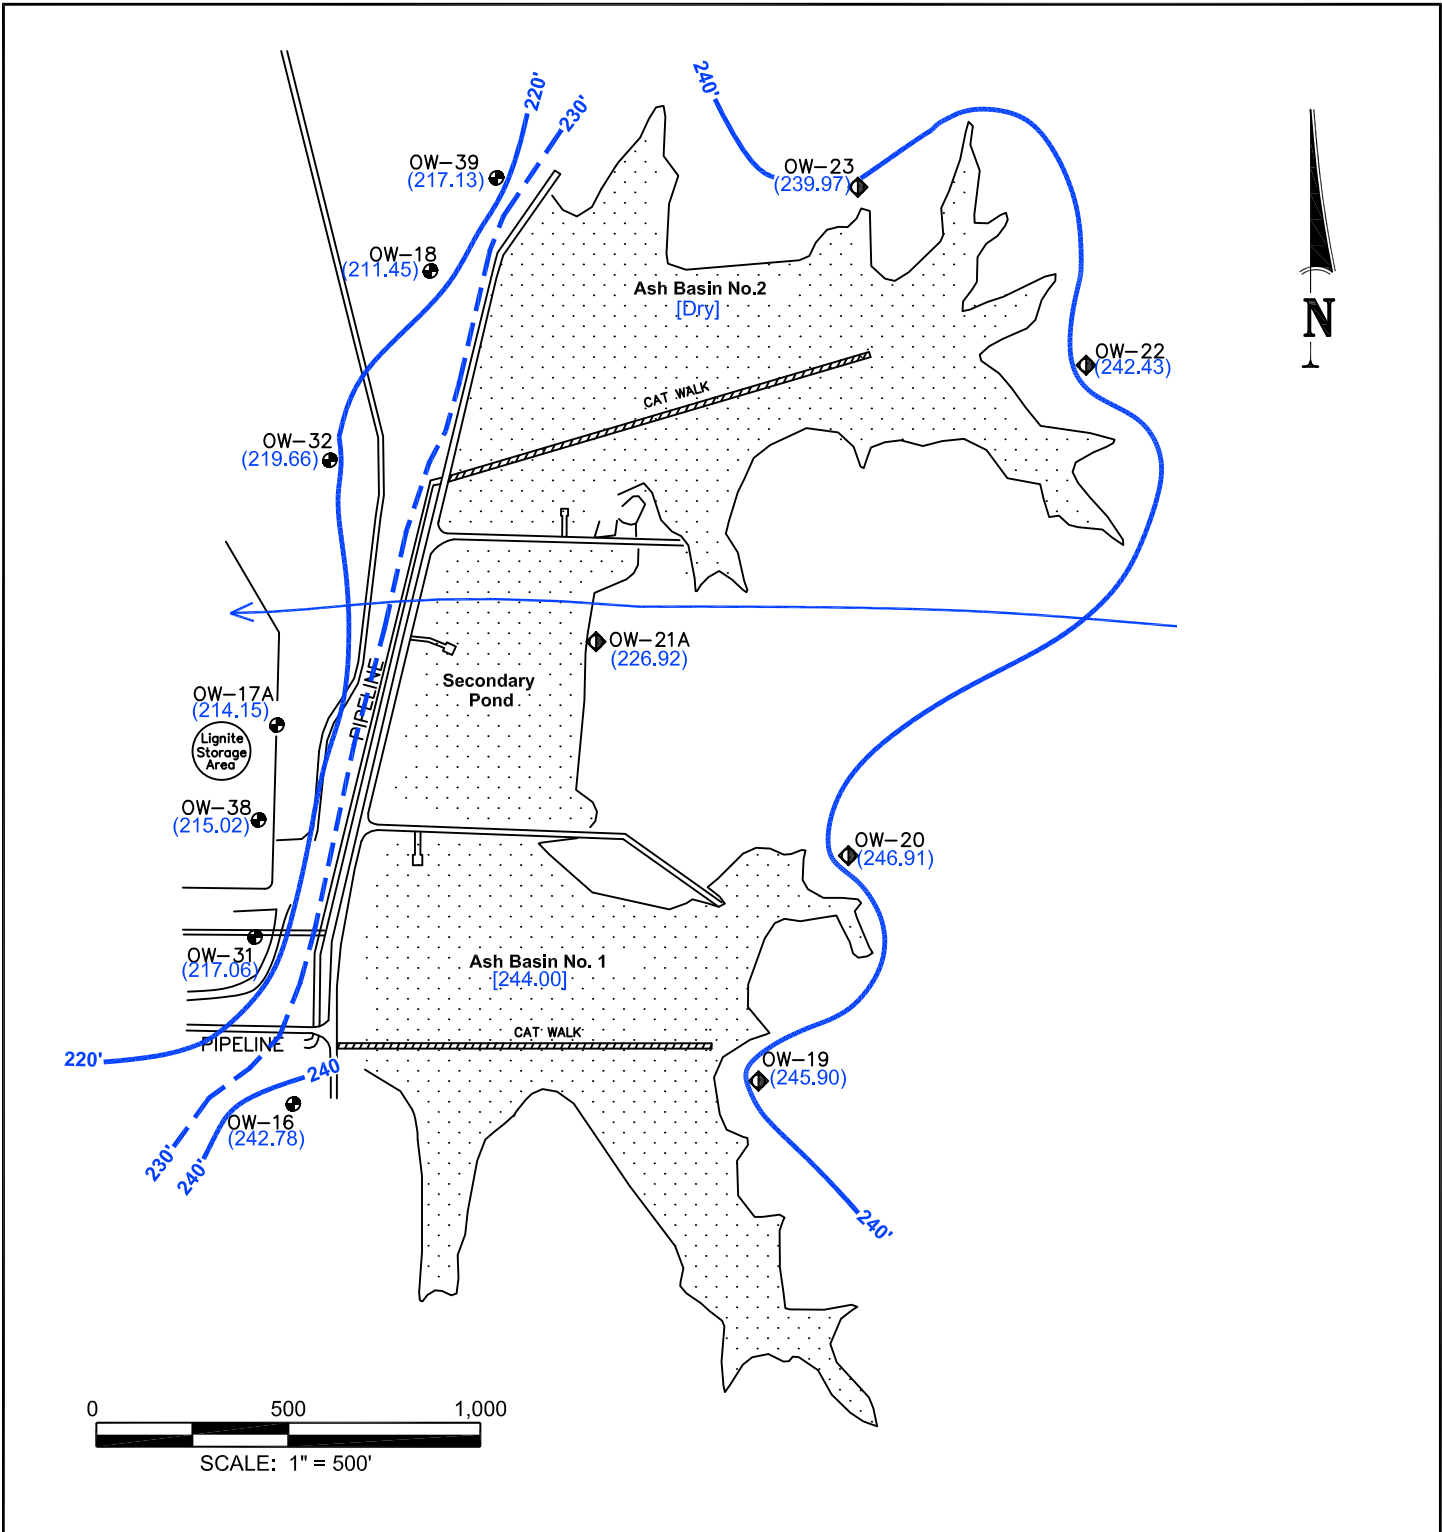 240'
220'
230'
OW-39
(217.13)
OW-23
(239.97)
OW-18
(211.45)
Ash Basin No.2
[Dry]
N
OW-22
(242.43)
CAT WALK
OW-32
(219.66)
OW-21A
(226.92)
PIPELINE
Secondary
Pond
OW-17A
(214.15)
Lignite
Storage
Area
OW-38
(215.02)
OW-20
(246.91)
OW-31
(217.06)
Ash Basin No. 1
[244.00]
CAT WALK
PIPELINE
220'
240
OW-19
(245.90)
OW-16
(242.78)
230'
240'
240'
0 500 1,000
SCALE: 1" = 500'